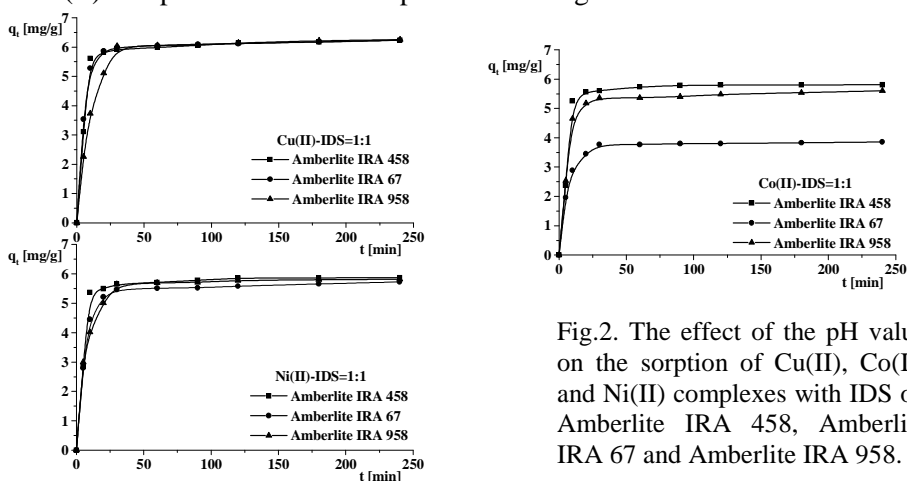 qt [mg/g]
7
6
5
4
3
2
1
0
Cu(II)-IDS=1:1
Amberlite IRA 458
Amberlite IRA 67
Amberlite IRA 958
0 50 100 150 200 250
t [min]
qt [mg/g]
7
6
5
4
3
2
1
0
Ni(II)-IDS=1:1
Amberlite IRA 458
Amberlite IRA 67
Amberlite IRA 958
0 50 100 150 200 250
t [min]
qt [mg/g]
7
6
5
4
3
2
1
0
Co(II)-IDS=1:1
Amberlite IRA 458
Amberlite IRA 67
Amberlite IRA 958
0 50 100 150 200 250
t [min]
Fig.2. The effect of the pH valu
on the sorption of Cu(II), Co(I
and Ni(II) complexes with IDS o
Amberlite IRA 458, Amberli
IRA 67 and Amberlite IRA 958.